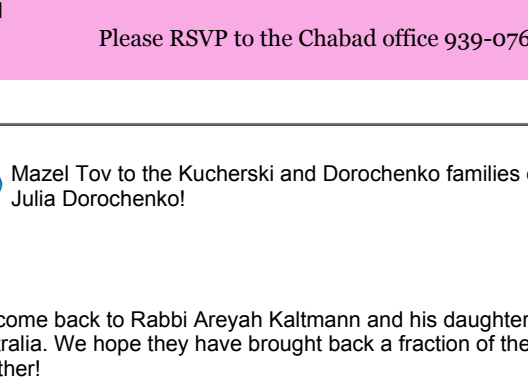 Please RSVP to the Chabad office 939-076
Mazel Tov to the Kucherski and Dorochenko families
Julia Dorochenko!
come back to Rabbi Areyah Kaltmann and his daughter
tralia. We hope they have brought back a fraction of the
ther!